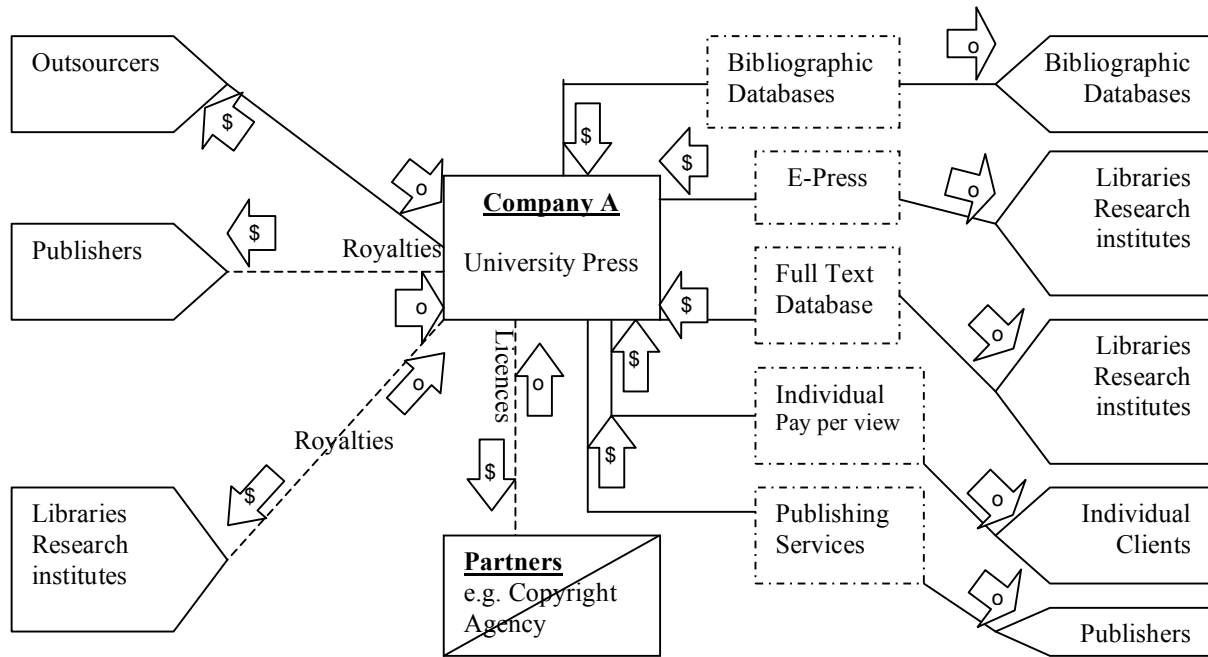 Outsourcers
$
o
Publishers
$
Royalties
o
o
Royalties
$
Libraries
Research
institutes
$
Company A
University Press
Licences
o
$
Partners
e.g. Copyright
Agency
$
$
$
$
Bibliographic
Databases
E-Press
Full Text
Database
Individual
Pay per view
Publishing
Services
o
Bibliographic
Databases
o
Libraries
Research
institutes
o
Libraries
Research
institutes
o
Individual
Clients
o
Publishers